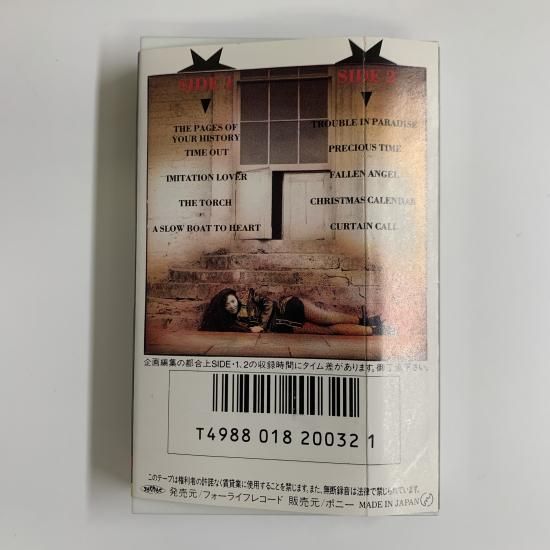 SIDE 1
THE PAGES OF
YOUR HISTORY
TIME OUT
IMITATION LOVER
THE TORCH
A SLOW BOAT TO HEART
SIDE 2
TROUBLE IN PARADISE
PRECIOUS TIME
FALLEN ANGEL
CHRISTMAS CALENDAR
CURTAIN CALL
企画編集の都合上SIDE・1、2の収録時間にタイム差があります。御了承下さい。
T4988 018 20032 1
このテープは権利者の許諾なく賃貸業に使用することを禁じます。また、無断録音は法律で禁じられています。
発売元/フォーライフレコード 販売元/ポニー MADE IN JAPAN